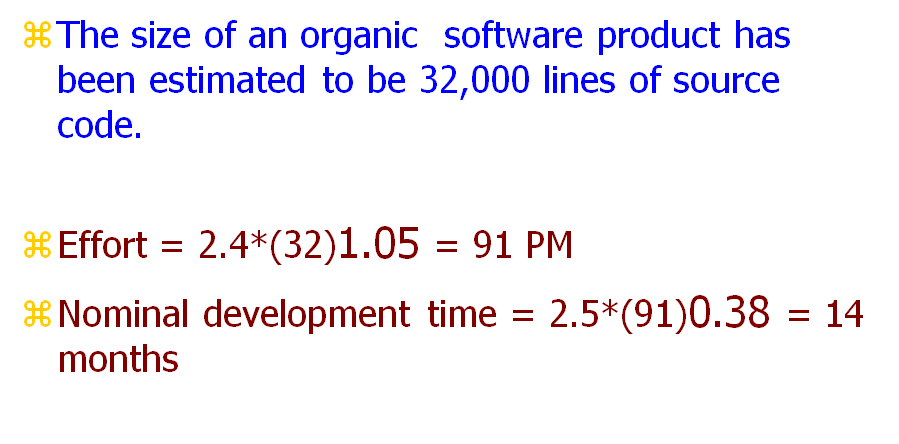 ⌘The size of an organic software product has
been estimated to be 32,000 lines of source
code.
⌘Effort = 2.4*(32)1.05 = 91 PM
⌘Nominal development time = 2.5*(91)0.38 = 14
months